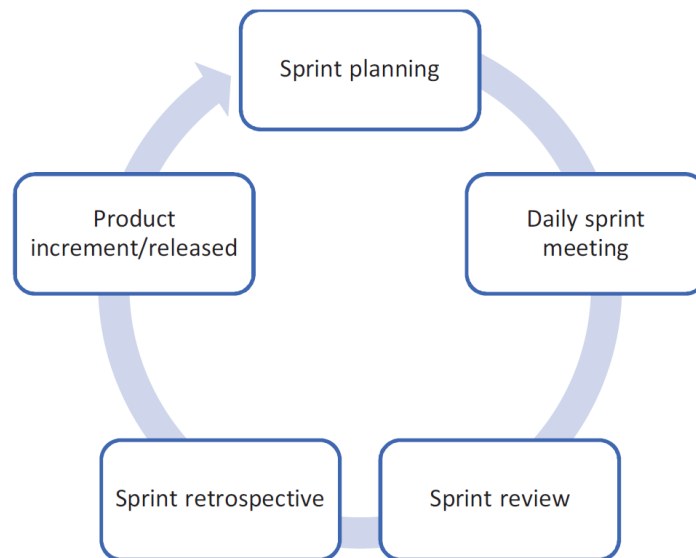 Sprint planning
Daily sprint
meeting
Sprint review
Sprint retrospective
Product
increment/released